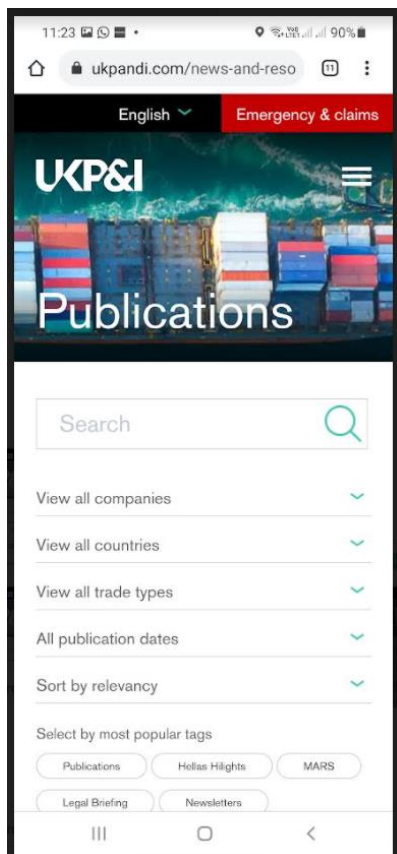 11:23
90%
ukpandi.com/news-and-reso
11
English
Emergency & claims
UKP&I
Publications
Search
View all companies
View all countries
View all trade types
All publication dates
Sort by relevancy
Select by most popular tags
Publications Hellas Hilights MARS
Legal Briefing Newsletters